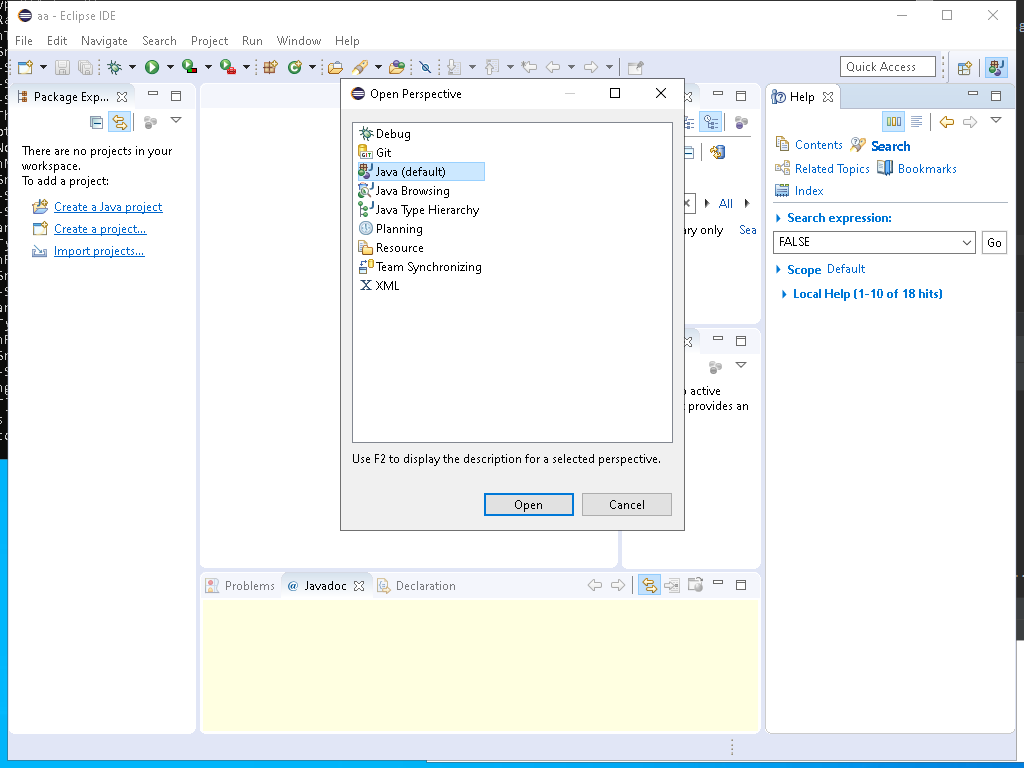 aa - Eclipse IDE
File Edit Navigate Search Project Run Window Help
Quick Access
Package Exp...
There are no projects in your
workspace.
To add a project:
Create a Java project
Create a project...
Import projects...
Open Perspective
Debug
Git
Java (default)
Java Browsing
Java Type Hierarchy
Planning
Resource
Team Synchronizing
XML
Use F2 to display the description for a selected perspective.
Open Cancel
All
only Sea
active
provides an
Problems @ Javadoc Declaration
Help
Contents Search
Related Topics Bookmarks
Index
Search expression:
FALSE Go
Scope Default
Local Help (1-10 of 18 hits)